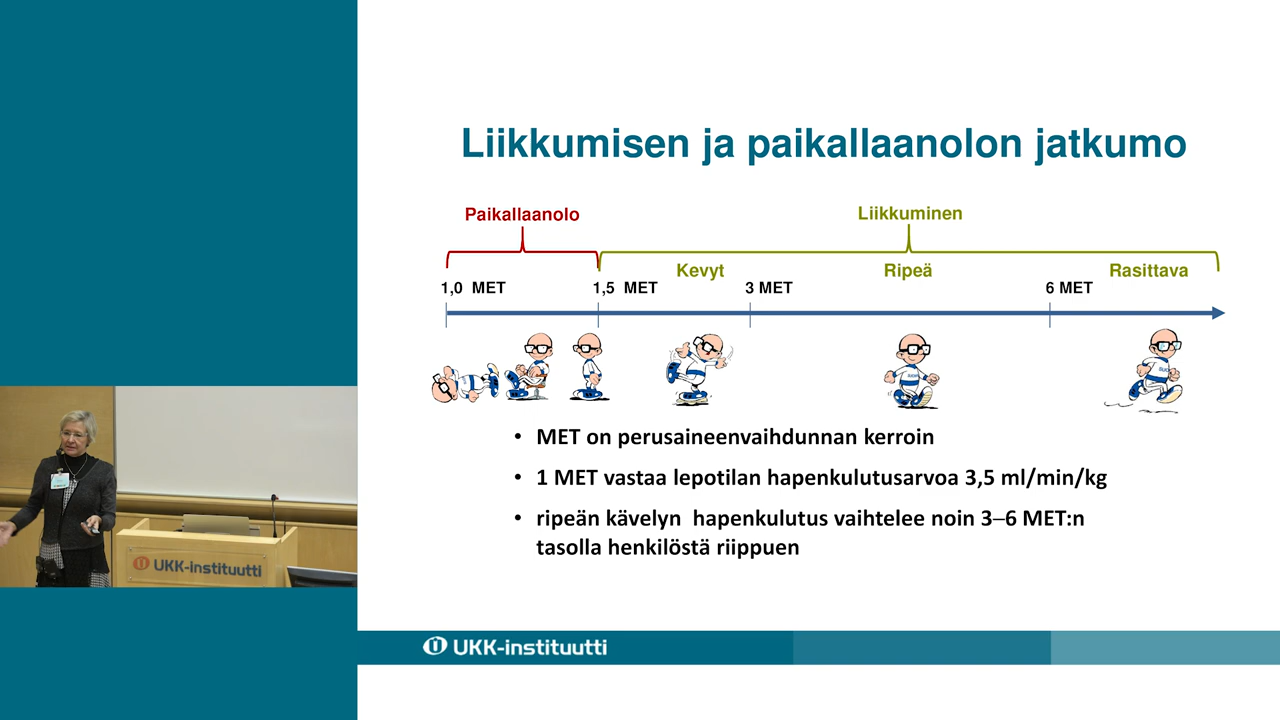 Liikkumisen ja paikallaanolon jatkumo
Paikallaanolo
Liikkuminen
Kevyt
Ripeä
Rasittava
1,0 MET
1,5 MET
3 MET
6 MET
• MET on perusaineenvaihdunnan kerroin
• 1 MET vastaa lepotilan hapenkulutusarvoa 3,5 ml/min/kg
• ripeän kävelyn hapenkulutus vaihtelee noin 3–6 MET:n
tasolla henkilöstä riippuen
UKK-instituutti
UKK-instituutti